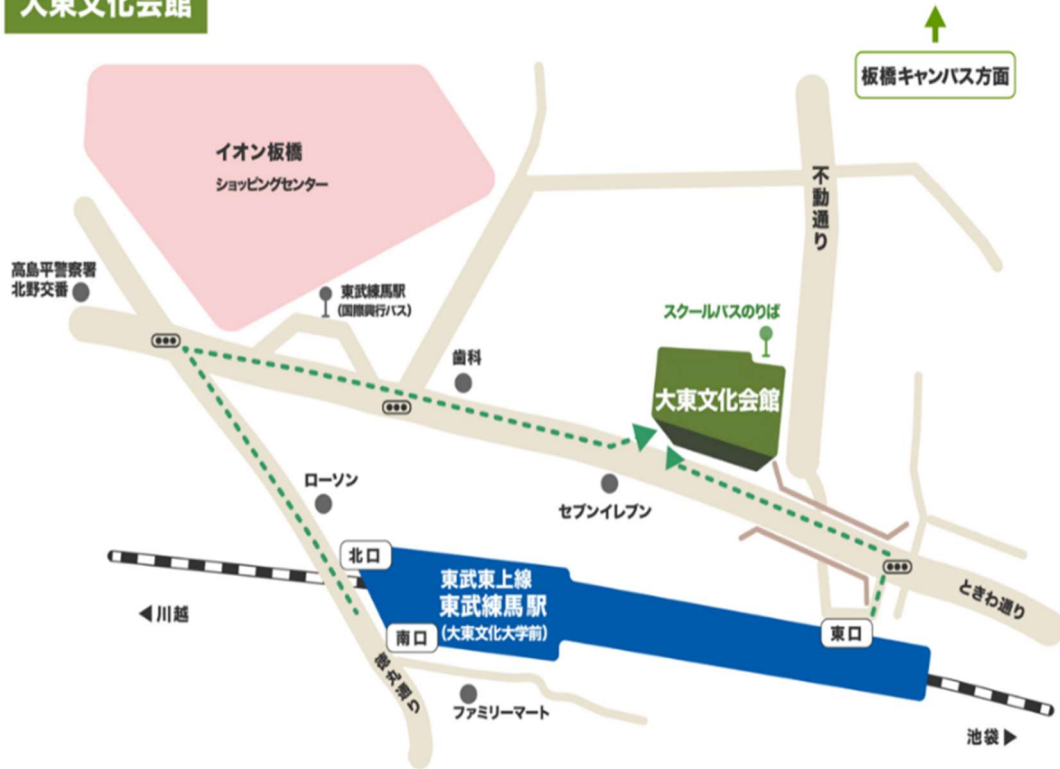 大東文化会館
板橋キャンパス方面
イオン板橋
ショッピングセンター
不動通り
高島平警察署
北野交番
東武練馬駅
(国際興行バス)
スクールバスのりば
歯科
大東文化会館
ローソン
セブンイレブン
北口
東武東上線
東武練馬駅
(大東文化大学前)
ときわ通り
◀川越
南口
東口
徳丸通り
ファミリーマート
池袋▶